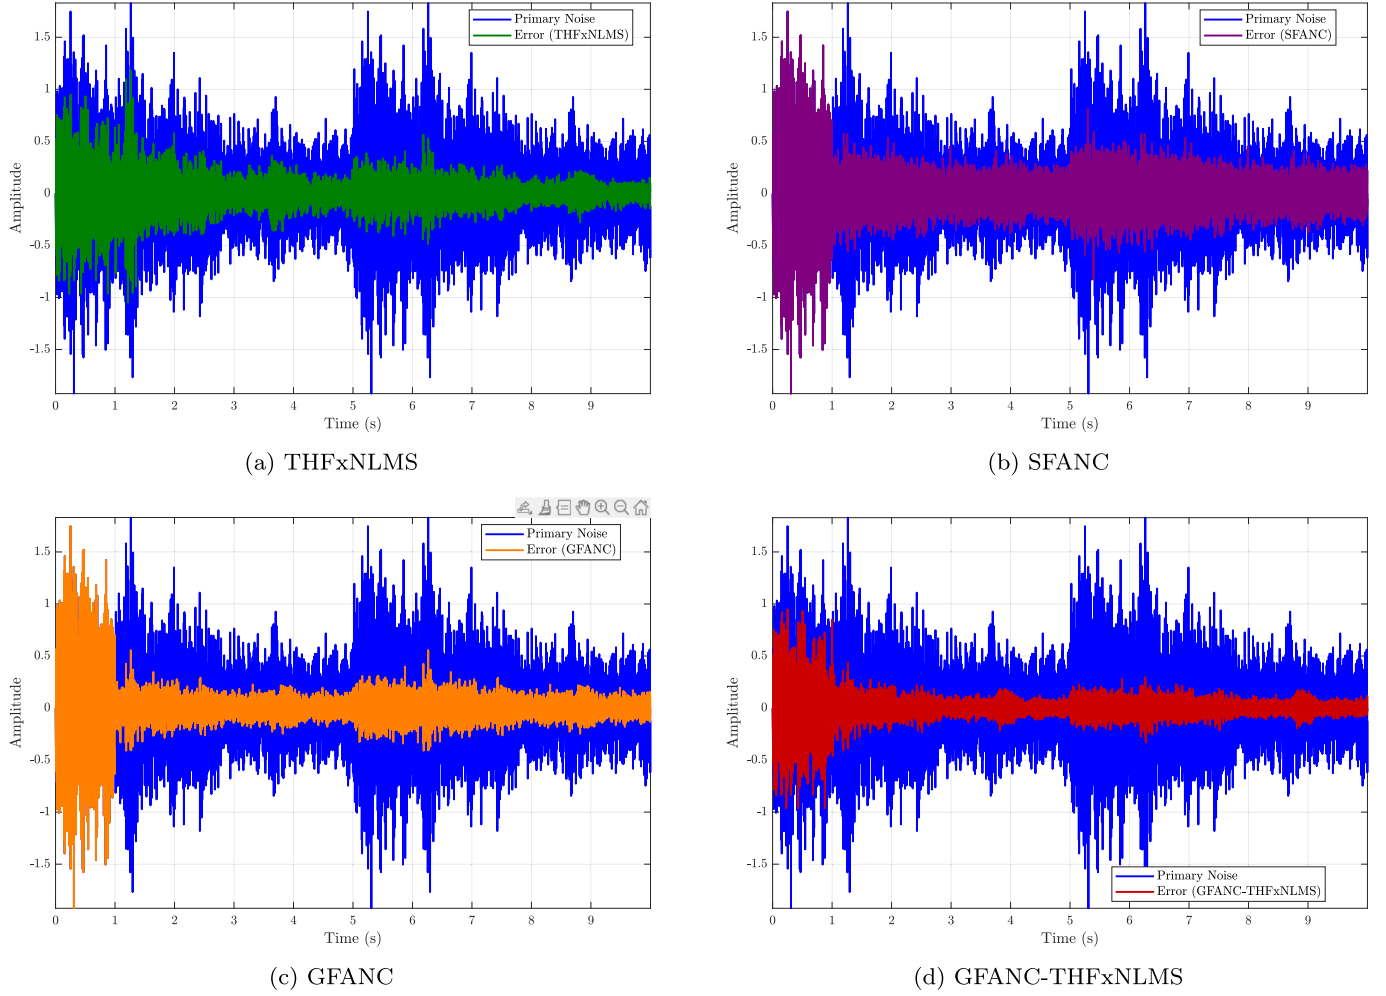 Primary Noise
Error (THFxNLMS)
1.5
1
0.5
0
-0.5
-1
-1.5
Amplitude
0 1 2 3 4 5 6 7 8 9
Time (s)
(a) THFxNLMS
Primary Noise
Error (SFANC)
1.5
1
0.5
0
-0.5
-1
-1.5
Amplitude
0 1 2 3 4 5 6 7 8 9
Time (s)
(b) SFANC
Primary Noise
Error (GFANC)
1.5
1
0.5
0
-0.5
-1
-1.5
Amplitude
0 1 2 3 4 5 6 7 8 9
Time (s)
(c) GFANC
1.5
1
0.5
0
-0.5
-1
-1.5
Amplitude
Primary Noise
Error (GFANC-THFxNLMS)
0 1 2 3 4 5 6 7 8 9
Time (s)
(d) GFANC-THFxNLMS